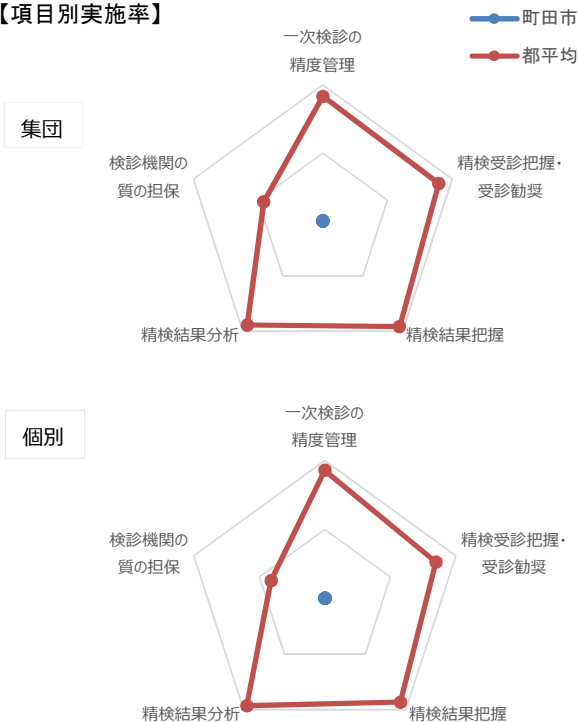 【項目別実施率】
町田市
都平均
集団
一次検診の
精度管理
精検受診把握・
受診勧奨
精検結果把握
精検結果分析
検診機関の
質の担保
個別
一次検診の
精度管理
精検受診把握・
受診勧奨
精検結果把握
精検結果分析
検診機関の
質の担保